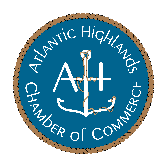 Atlantic Highlands
AH
Chamber of Commerce